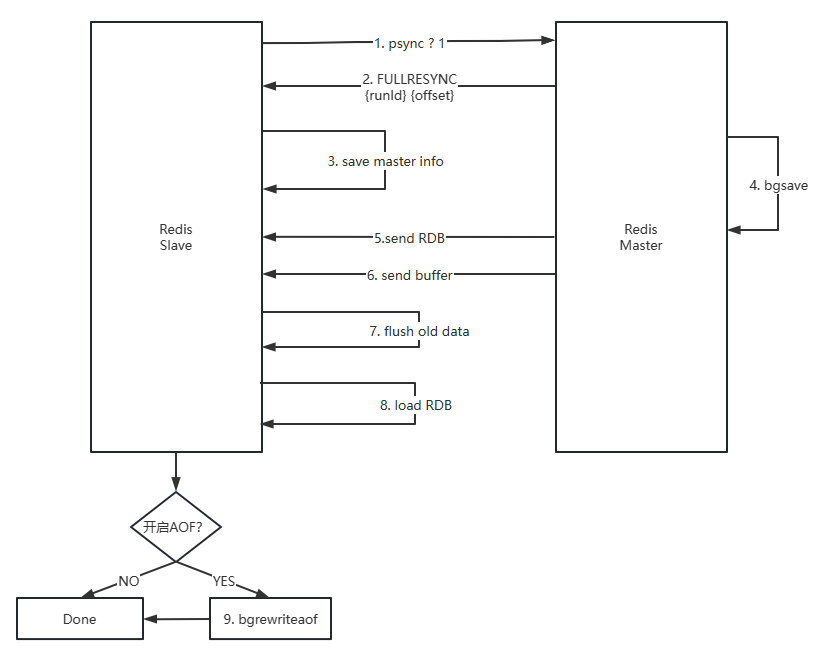 1. psync ? 1
2. FULLRESYNC
{runId} {offset}
3. save master info
4. bgsave
Redis
Slave
Redis
Master
5.send RDB
6. send buffer
7. flush old data
8. load RDB
开启AOF?
NO
YES
Done
9. bgrewriteaof